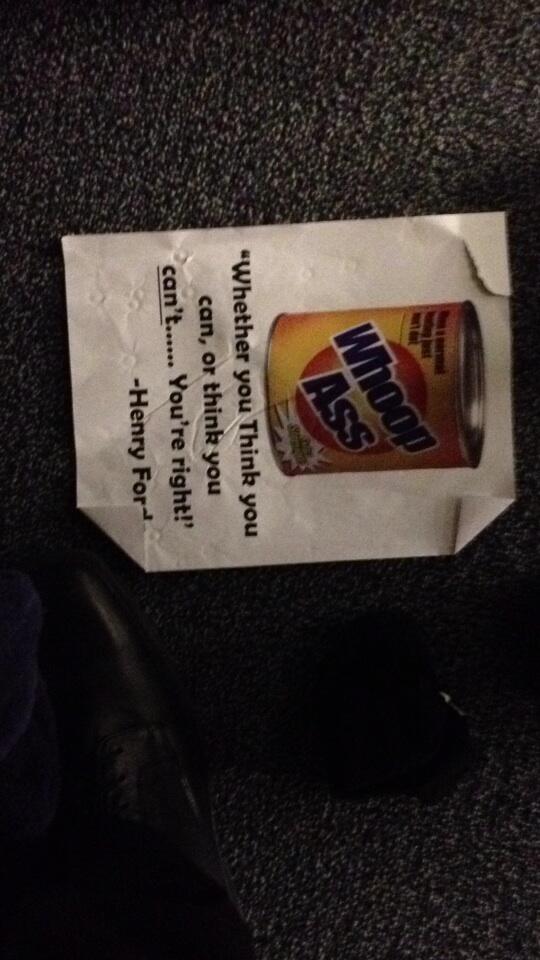 Whoop
Ass
"Whether you Think you
can, or think you
can't...... You're right!"
-Henry For